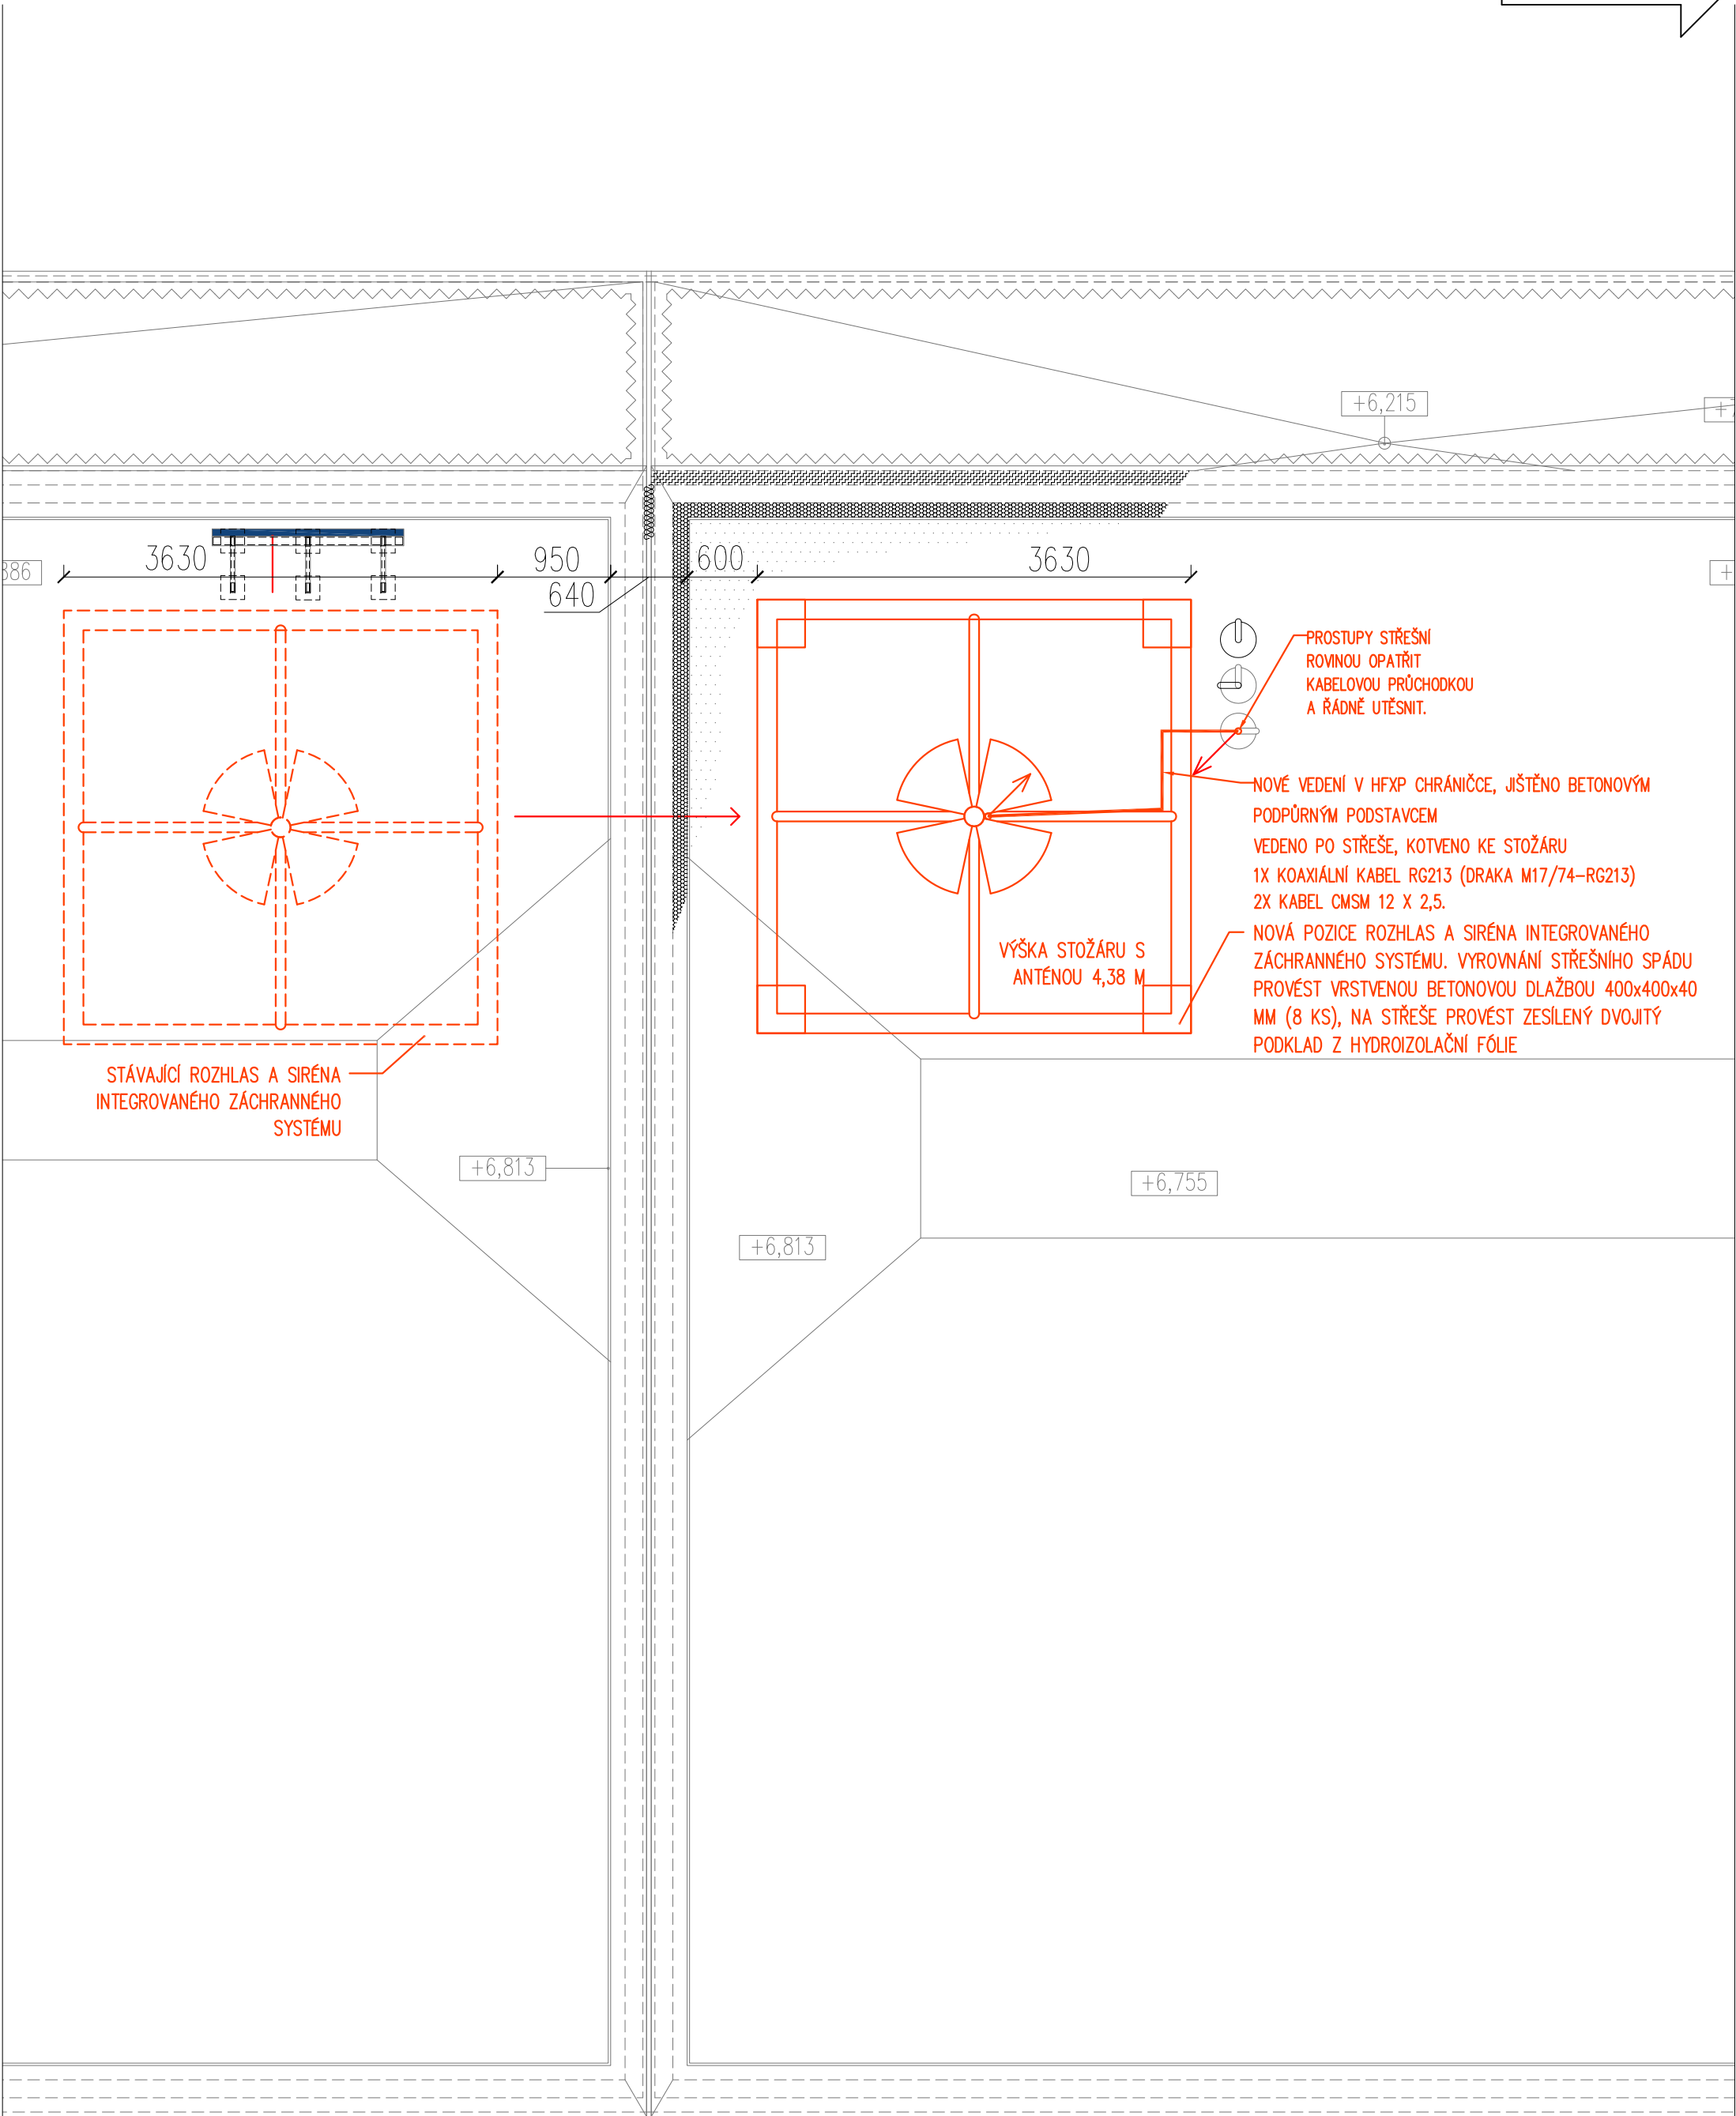 +6,215
3630
950
600
3630
640
PROSTUPY STŘEŠNÍ
ROVINOU OPATŘIT
KABELOVOU PRŮCHODKOU
A ŘÁDNĚ UTĚSNIT.
NOVÉ VEDENÍ V HFXP CHRÁNIČCE, JIŠTĚNO BETONOVÝM
PODPŮRNÝM PODSTAVCEM
VEDENO PO STŘEŠE, KOTVENO KE STOŽÁRU
1X KOAXIÁLNÍ KABEL RG213 (DRAKA M17/74-RG213)
2X KABEL CMSM 12 X 2,5.
VÝŠKA STOŽÁRU S
ANTÉNOU 4,38 M
NOVÁ POZICE ROZHLAS A SIRÉNA INTEGROVANÉHO
ZÁCHRANNÉHO SYSTÉMU. VYROVNÁNÍ STŘEŠNÍHO SPÁDU
PROVÉST VRSTVENOU BETONOVOU DLAŽBOU 400x400x40
MM (8 KS), NA STŘEŠE PROVÉST ZESÍLENÝ DVOJITÝ
PODKLAD Z HYDROIZOLAČNÍ FÓLIE
STÁVAJÍCÍ ROZHLAS A SIRÉNA
INTEGROVANÉHO ZÁCHRANNÉHO
SYSTÉMU
+6,813
+6,755
+6,813